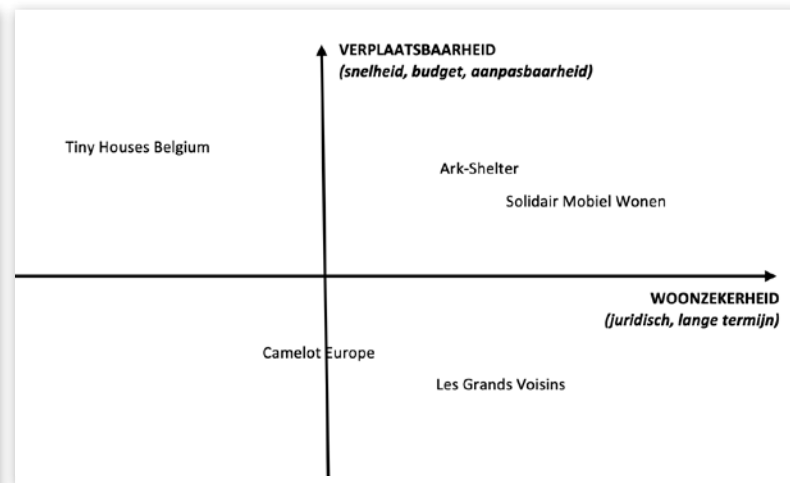 VERPLAATSBAARHEID
(snelheid, budget, aanpasbaarheid)
Tiny Houses Belgium
Ark-Shelter
Solidair Mobiel Wonen
WOONZEKERHEID
(juridisch, lange termijn)
Camelot Europe
Les Grands Voisins